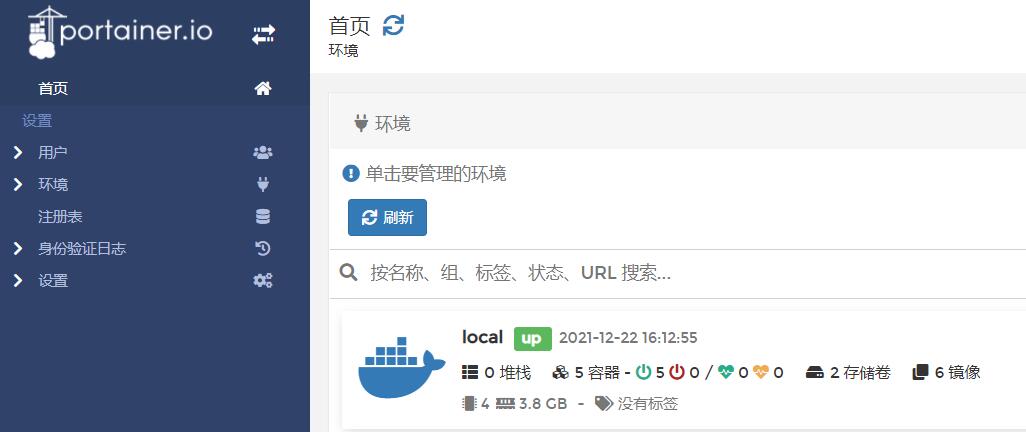 portainer.io
首页
设置
用户
环境
注册表
身份验证日志
设置
首页
环境
环境
单击要管理的环境
刷新
按名称、组、标签、状态、URL 搜索...
local up 2021-12-22 16:12:55
0 堆栈 5 容器 - 5 0 / 0 0 2 存储卷 6 镜像
4 3.8 GB - 没有标签